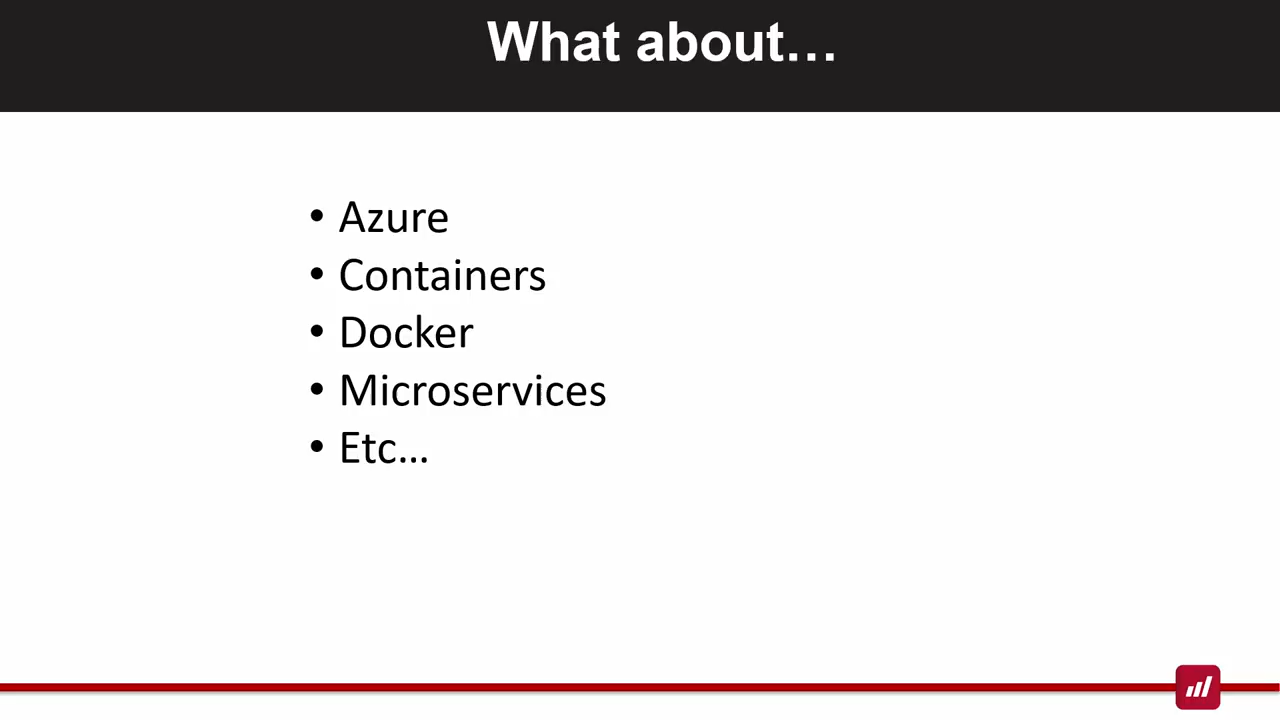 What about…
• Azure
• Containers
• Docker
• Microservices
• Etc…